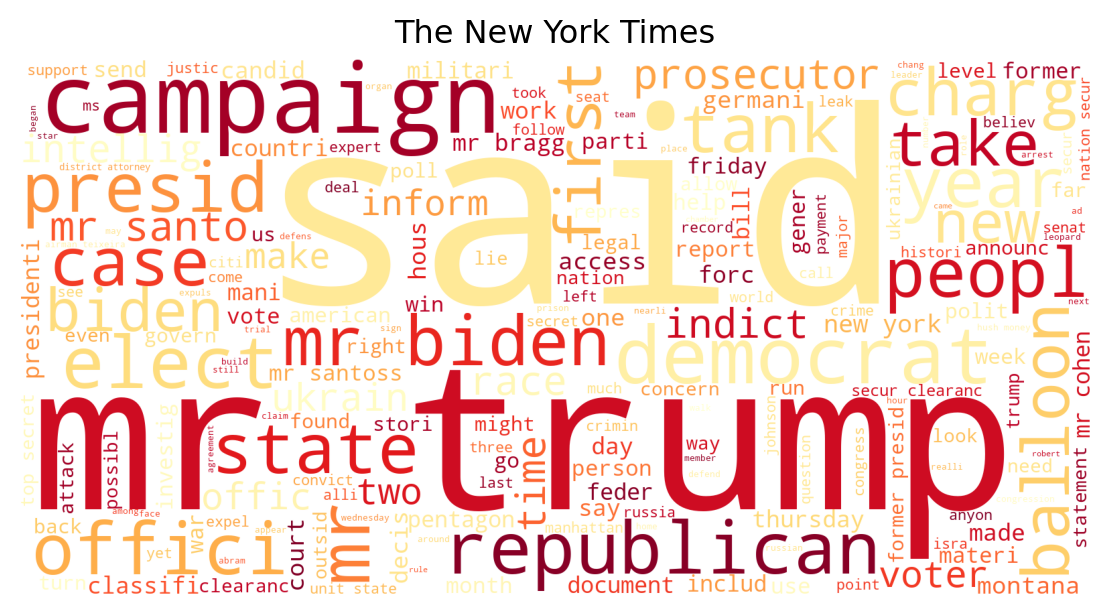 The New York Times
support send justic candid militari organ prosecutor chang leader level former
campaign took seat germani leak charg
began ms star work follow team believ
intellig countri expert mr bragg parti first tank take arrest nation secur
district attorney deal poll friday place secur
presid said allow help ukrainian year far
mr santo us defens inform repres bill gener payment major new came ad senat
may legal record report histori announc leopard
case citi come make hous lie access nation forc call peopl
presidenti see expuls mani win left world next
biden vote american prison nearli crime polit
even govern trial sign secret one new york hush money
mr biden indict
elect build still right democrat week balloon
mr santoss race much concern run secur clearanc mr cohen
ukrain trump
mr trump
claim found stori might crimin johnson hour look
state three day way question congress former presid realli robert
top secret attack possibl investig agreement go person member defend need
offic convict last time feder statement
alli two say russia anyon
back among face expel wednesday pentagon manhattan thursday isra made
offici war appear court outsid mr decis around republican materi
yet abram rule voter
turn classifi clearanc unit state month document includ use point montana